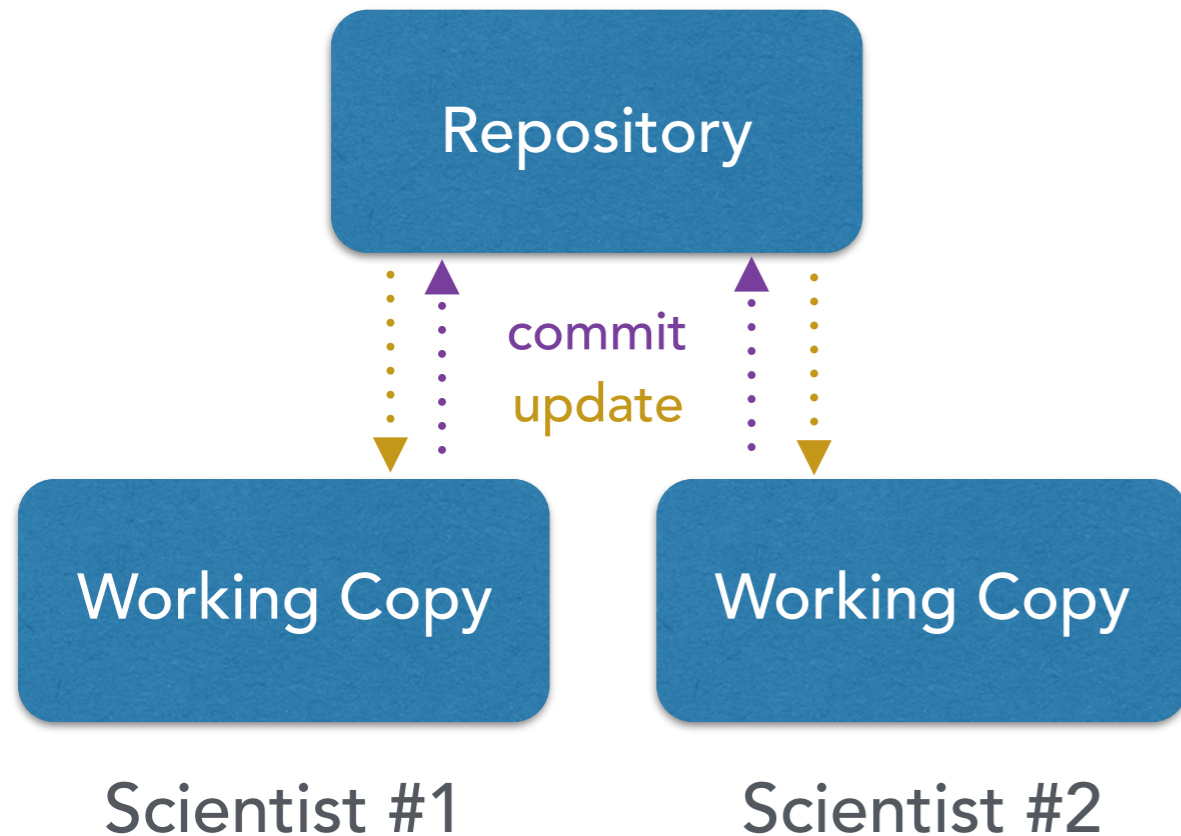 Repository
commit
update
Working Copy
Working Copy
Scientist #1
Scientist #2